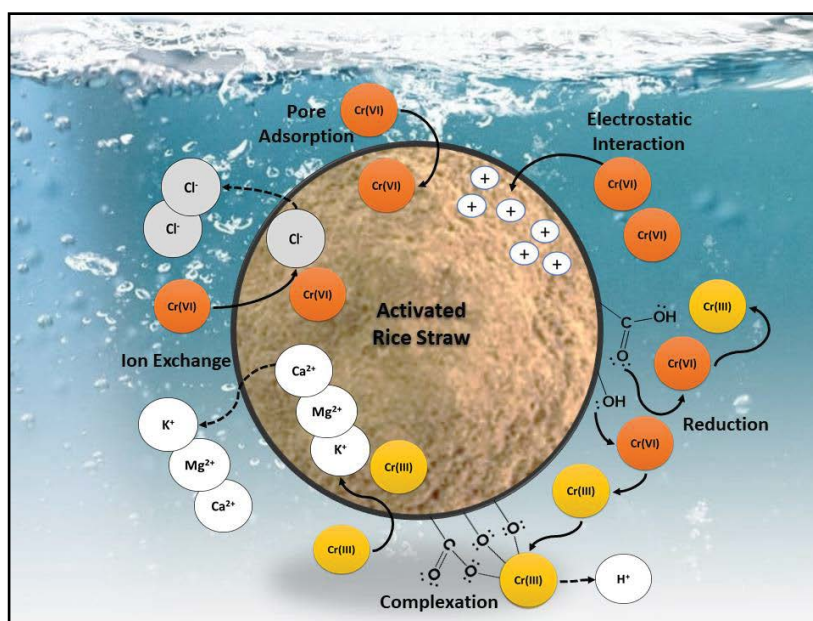 Pore
Adsorption
Cr(VI)
Cr(VI)
Electrostatic
Interaction
Cr(VI)
Cr(VI)
+
+
+
+
+
+
Cl⁻
Cl⁻
Cl⁻
Cr(VI)
Cr(VI)
Ion Exchange
Activated
Rice Straw
C
OH
O
Cr(III)
Cr(VI)
OH
Cr(VI)
Reduction
Ca²⁺
Mg²⁺
K⁺
K⁺
Mg²⁺
Ca²⁺
Cr(III)
Cr(III)
Cr(III)
C
O
O
O
O
Cr(III)
H⁺
Complexation